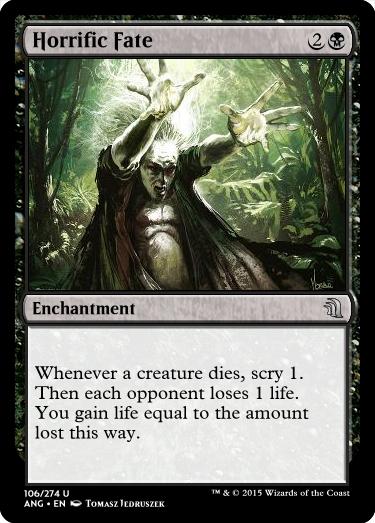 Horrific Fate 2
Enchantment
Whenever a creature dies, scry 1.
Then each opponent loses 1 life.
You gain life equal to the amount
lost this way.
106/274 U
ANG • EN Tomasz Jedruszek
™ & © 2015 Wizards of the Coast